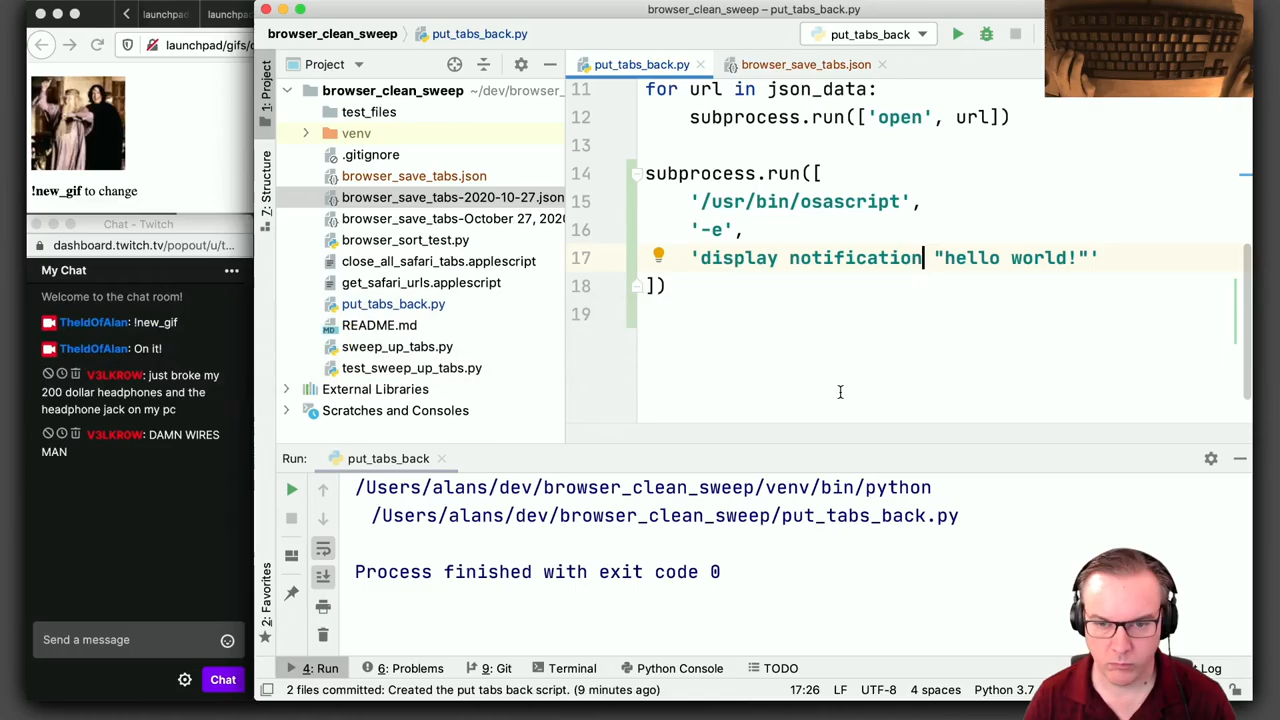 launchpad/
launchpad/
launchpad/gifs/c
!new_gif to change
Chat - Twitch
dashboard.twitch.tv/popout/u/t...
My Chat
Welcome to the chat room!
TheIdOfAlan: !new_gif
TheIdOfAlan: On it!
V3LKR0W: just broke my
200 dollar headphones and the
headphone jack on my pc
V3LKR0W: DAMN WIRES
MAN
Send a message
Chat
browser_clean_sweep – put_tabs_back.py
browser_clean_sweep
put_tabs_back.py
put_tabs_back
1: Project
7: Structure
2: Favorites
Project
put_tabs_back.py
browser_save_tabs.json
browser_clean_sweep ~/dev/browser_
test_files
venv
.gitignore
browser_save_tabs.json
browser_save_tabs-2020-10-27.json
browser_save_tabs-October 27, 2020
browser_sort_test.py
close_all_safari_tabs.applescript
get_safari_urls.applescript
put_tabs_back.py
README.md
sweep_up_tabs.py
test_sweep_up_tabs.py
External Libraries
Scratches and Consoles
11 for url in json_data:
12 subprocess.run(['open', url])
13
14 subprocess.run([
15 '/usr/bin/osascript',
16 '-e',
17 'display notification "hello world!"'
18 ])
19
Run: put_tabs_back
/Users/alans/dev/browser_clean_sweep/venv/bin/python
/Users/alans/dev/browser_clean_sweep/put_tabs_back.py
Process finished with exit code 0
4: Run
6: Problems
9: Git
Terminal
Python Console
TODO
Log
2 files committed: Created the put tabs back script. (9 minutes ago)
17:26
LF
UTF-8
4 spaces
Python 3.7